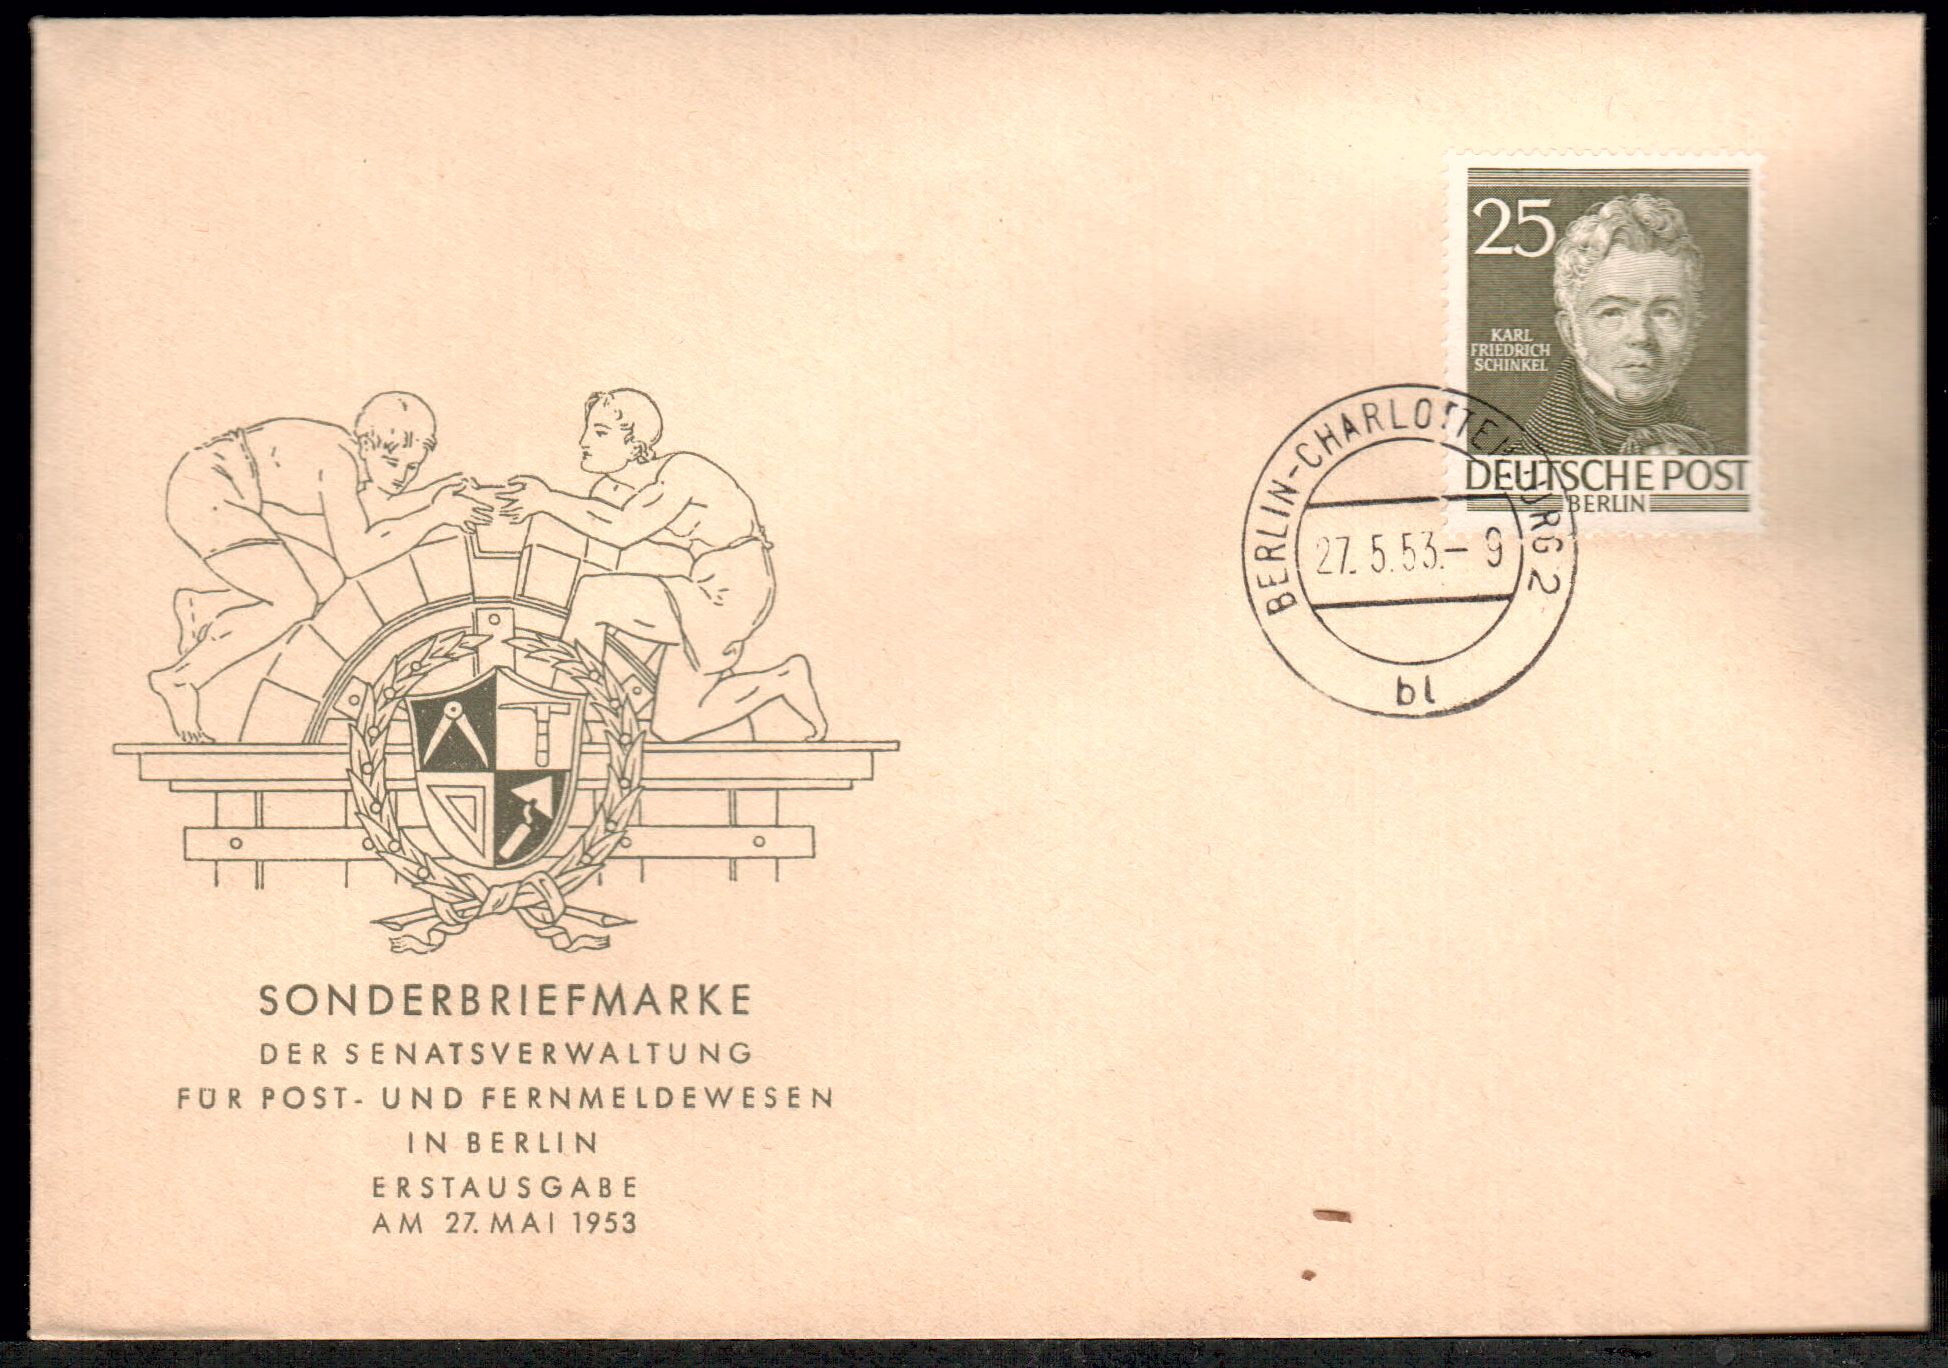 25
KARL
FRIEDRICH
SCHINKEL
DEUTSCHE POST
BERLIN
BERLIN-CHARLOTTENBURG 2
27. 5. 53.- 9
bl
SONDERBRIEFMARKE
DER SENATSVERWALTUNG
FÜR POST- UND FERNMELDEWESEN
IN BERLIN
ERSTAUSGABE
AM 27. MAI 1953